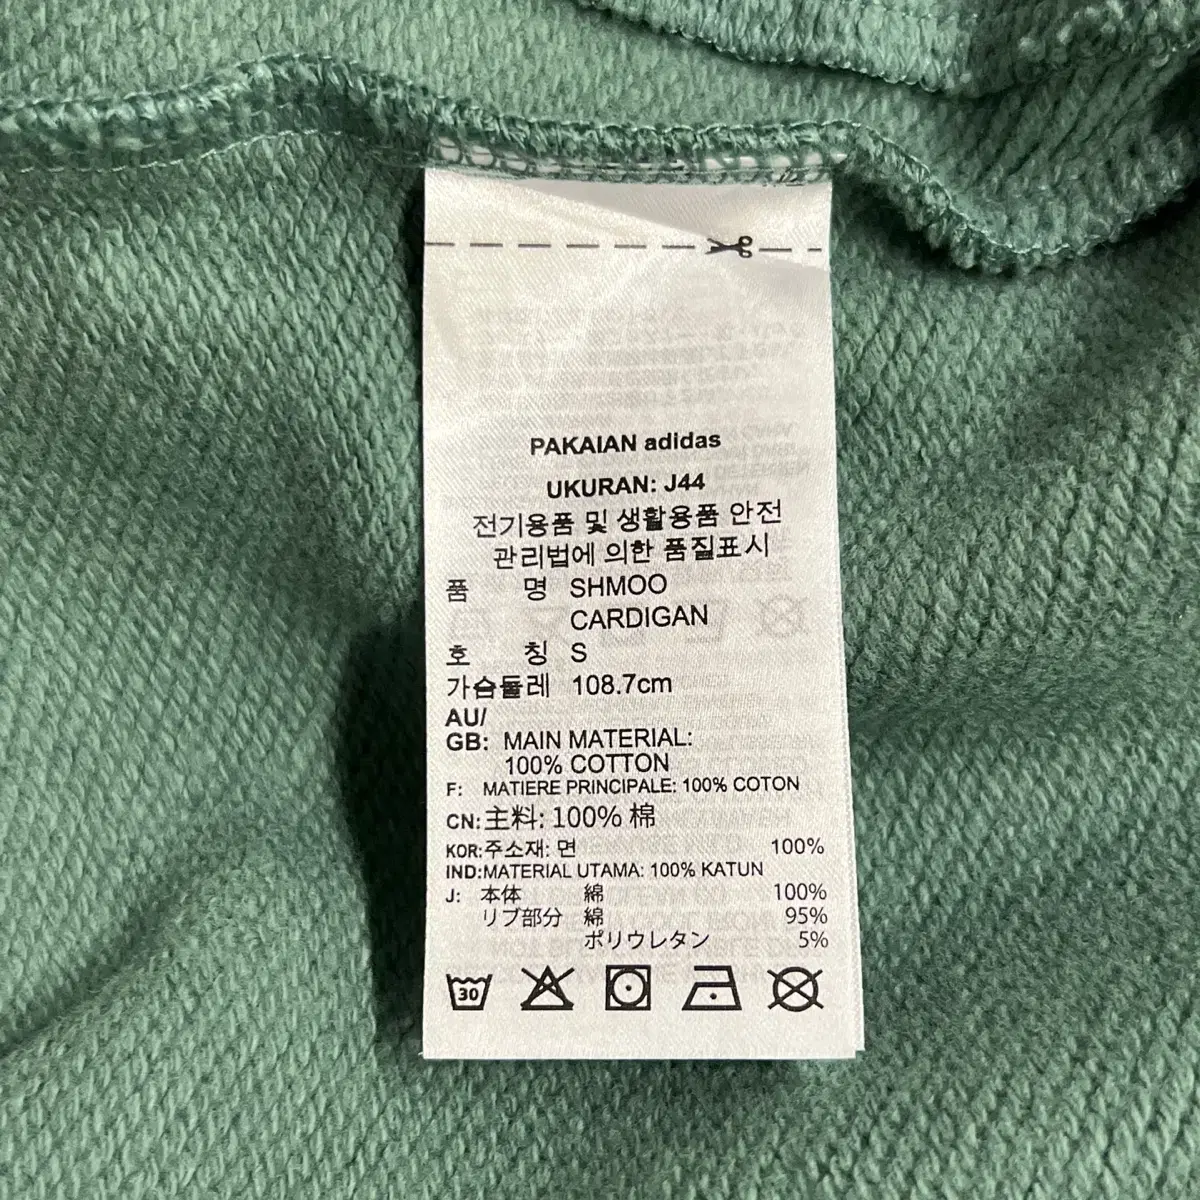 PAKAIAN adidas
UKURAN: J44
전기용품 및 생활용품 안전
관리법에 의한 품질표시
품 명 SHMOO
CARDIGAN
호 칭 S
가슴둘레 108.7cm
AU/
GB: MAIN MATERIAL:
100% COTTON
F: MATIERE PRINCIPALE: 100% COTON
CN:主料: 100% 棉
KOR:주소재: 면 100%
IND:MATERIAL UTAMA: 100% KATUN
J: 本体 綿 100%
リブ部分 綿 95%
ポリウレタン 5%
30